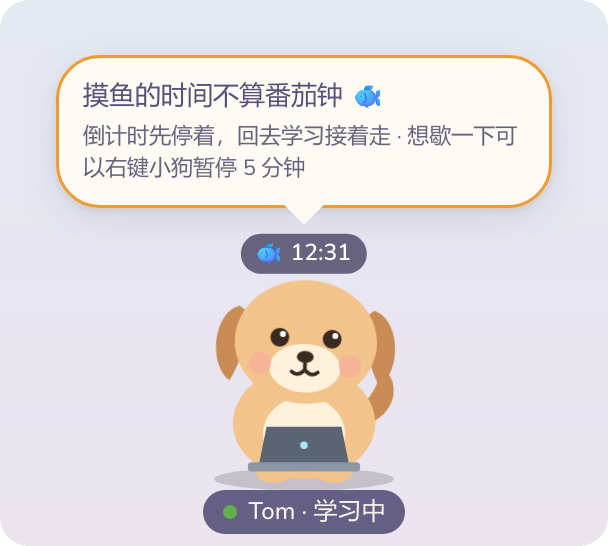 摸鱼的时间不算番茄钟 🐟
倒计时先停着，回去学习接着走 · 想歇一下可
以右键小狗暂停 5 分钟
🐟 12:31
Tom · 学习中